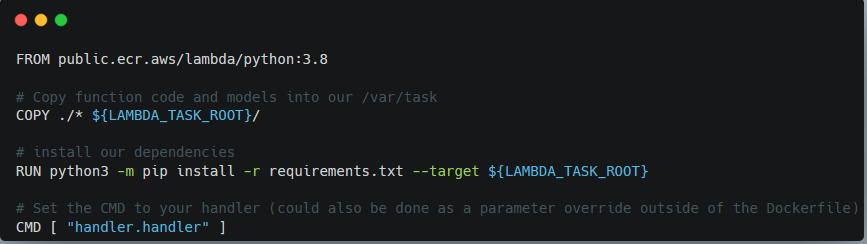 FROM public.ecr.aws/lambda/python:3.8
# Copy function code and models into our /var/task
COPY ./* ${LAMBDA_TASK_ROOT}/
# install our dependencies
RUN python3 -m pip install -r requirements.txt --target ${LAMBDA_TASK_ROOT}
# Set the CMD to your handler (could also be done as a parameter override outside of the Dockerfile)
CMD [ "handler.handler" ]